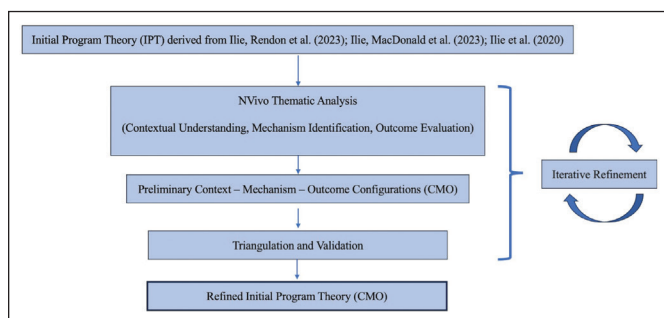 Initial Program Theory (IPT) derived from Ilie, Rendon et al. (2023); Ilie, MacDonald et al. (2023); Ilie et al. (2020)
NVivo Thematic Analysis
(Contextual Understanding, Mechanism Identification, Outcome Evaluation)
Preliminary Context – Mechanism – Outcome Configurations (CMO)
Iterative Refinement
Triangulation and Validation
Refined Initial Program Theory (CMO)